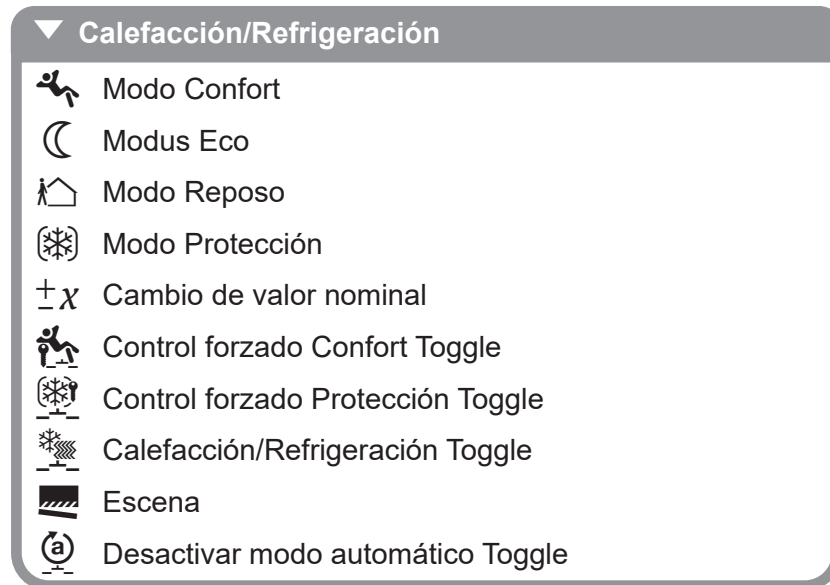 Calefacción/Refrigeración
Modo Confort
Modus Eco
Modo Reposo
Modo Protección
±x Cambio de valor nominal
Control forzado Confort Toggle
Control forzado Protección Toggle
Calefacción/Refrigeración Toggle
Escena
a Desactivar modo automático Toggle